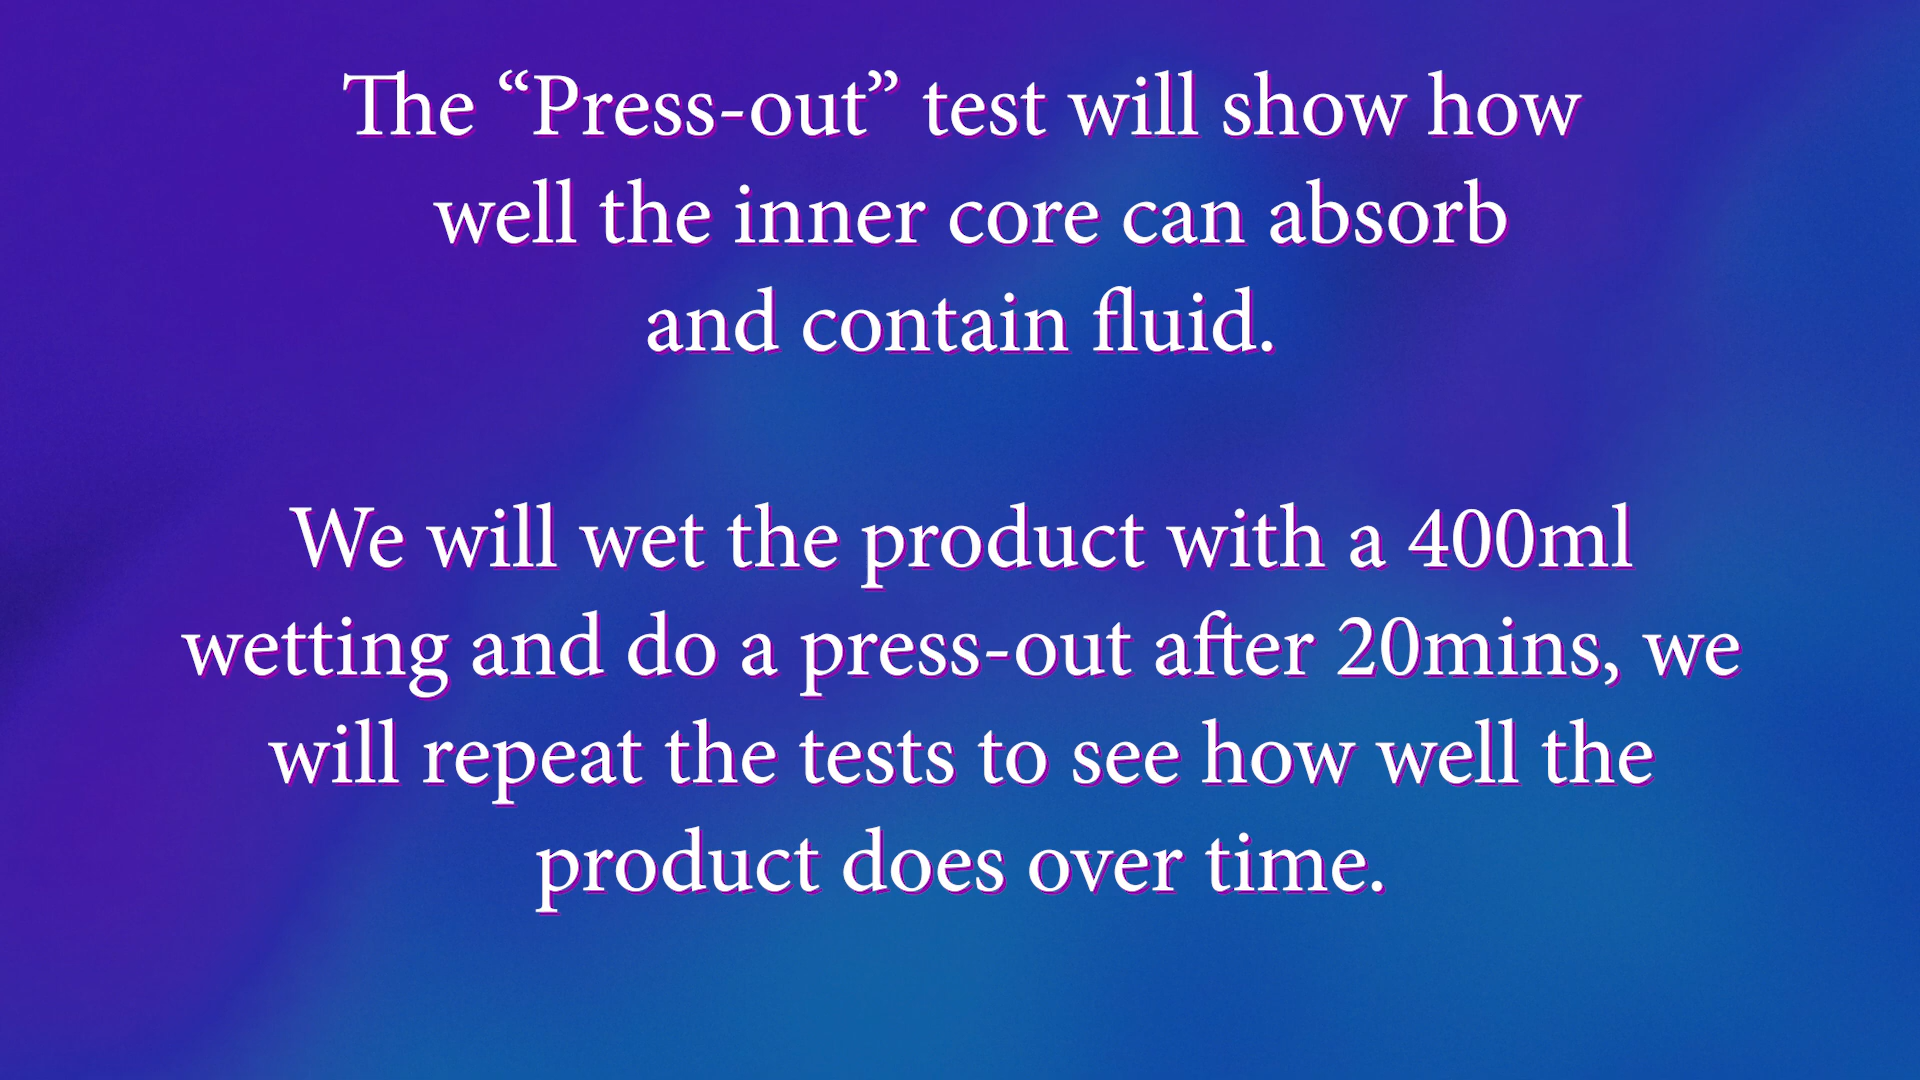 The “Press-out” test will show how
well the inner core can absorb
and contain fluid.
We will wet the product with a 400ml
wetting and do a press-out after 20mins, we
will repeat the tests to see how well the
product does over time.